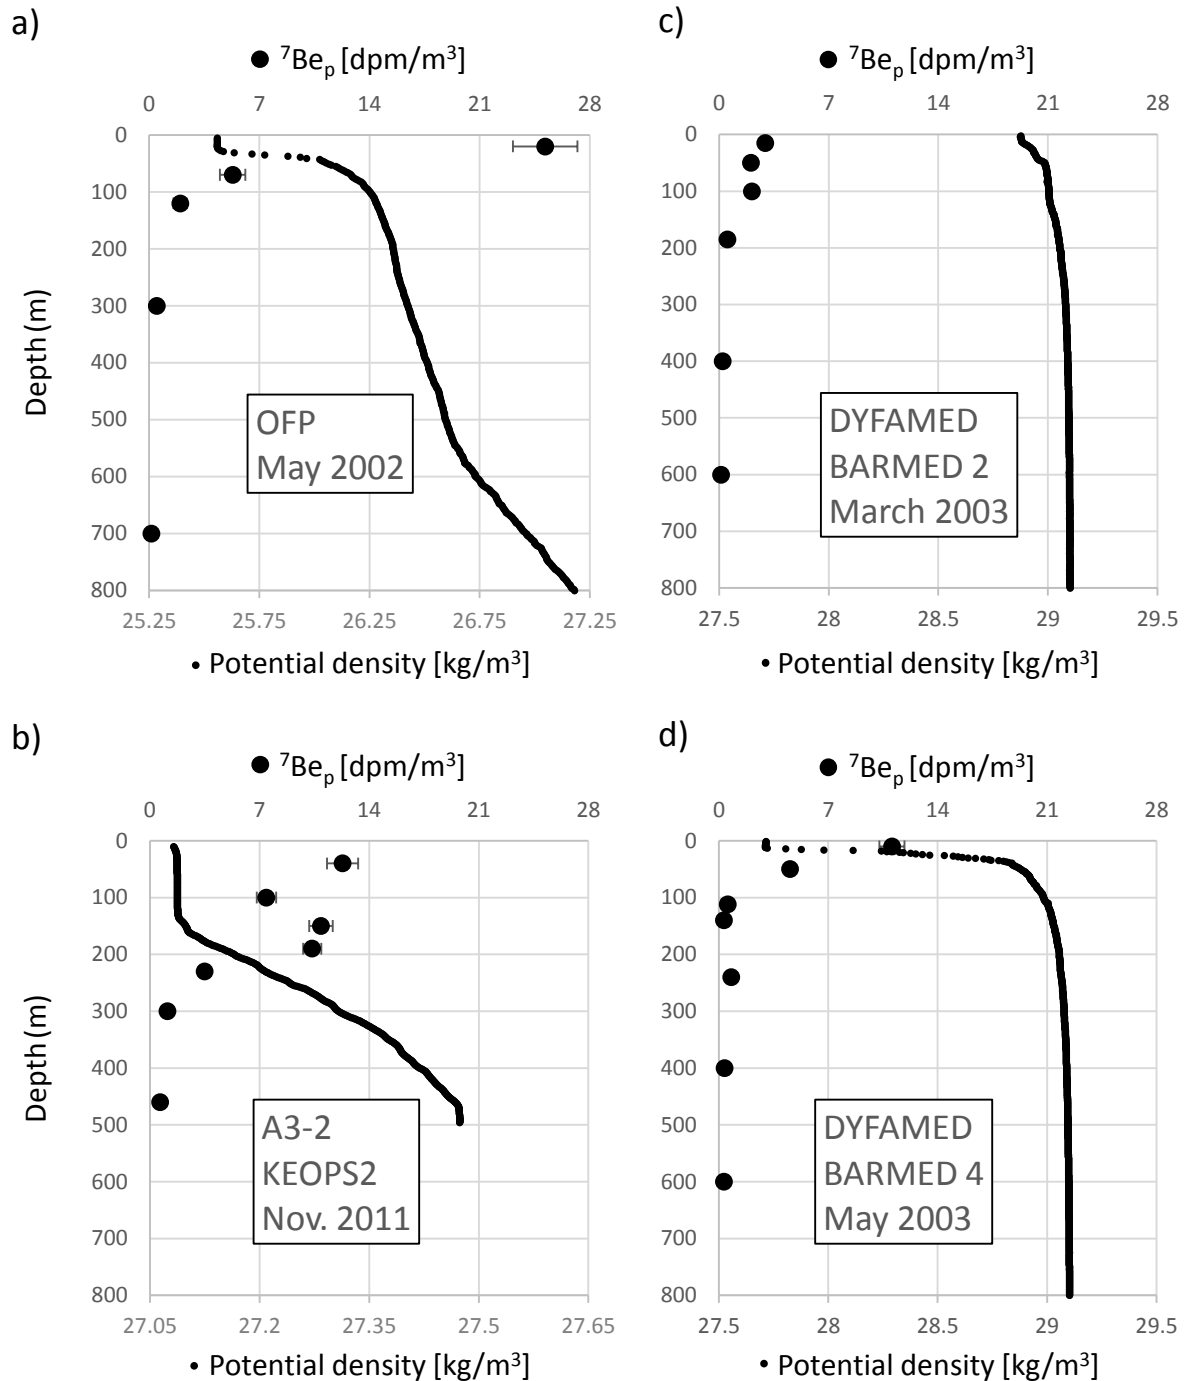 a)
● ⁷Beₚ [dpm/m³]
0 7 14 21 28
0
100
200
300
400
500
600
700
800
Depth (m)
OFP
May 2002
25.25 25.75 26.25 26.75 27.25
• Potential density [kg/m³]
c)
● ⁷Beₚ [dpm/m³]
0 7 14 21 28
0
100
200
300
400
500
600
700
800
DYFAMED
BARMED 2
March 2003
27.5 28 28.5 29 29.5
• Potential density [kg/m³]
b)
● ⁷Beₚ [dpm/m³]
0 7 14 21 28
0
100
200
300
400
500
600
700
800
Depth (m)
A3-2
KEOPS2
Nov. 2011
27.05 27.2 27.35 27.5 27.65
• Potential density [kg/m³]
d)
● ⁷Beₚ [dpm/m³]
0 7 14 21 28
0
100
200
300
400
500
600
700
800
DYFAMED
BARMED 4
May 2003
27.5 28 28.5 29 29.5
• Potential density [kg/m³]